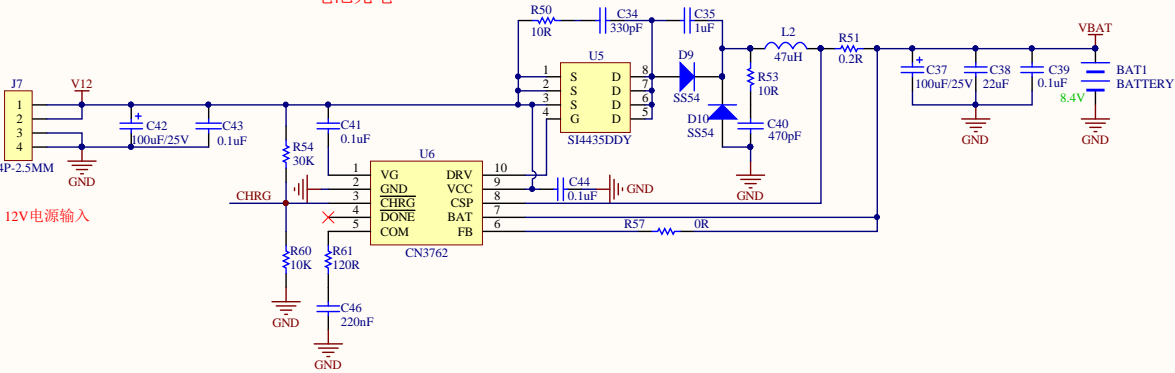 R50
10R
C34
330pF
C35
1uF
U5
1 S D 8
2 S D 7
3 S D 6
4 G D 5
SI4435DDY
D9
SS54
D10
SS54
L2
47uH
R53
10R
C40
470pF
GND
R51
0.2R
VBAT
C37
100uF/25V
C38
22uF
C39
0.1uF
GND
BAT1
BATTERY
8.4V
GND
J7
1
2
3
4
4P-2.5MM
V12
GND
12V电源输入
C42
100uF/25V
C43
0.1uF
R54
30K
C41
0.1uF
CHRG
U6
1 VG DRV 10
2 GND VCC 9
3 CHRG CSP 8
4 DONE BAT 7
5 COM FB 6
CN3762
C44
0.1uF
GND
R57 0R
R60
10K
GND
R61
120R
C46
220nF
GND